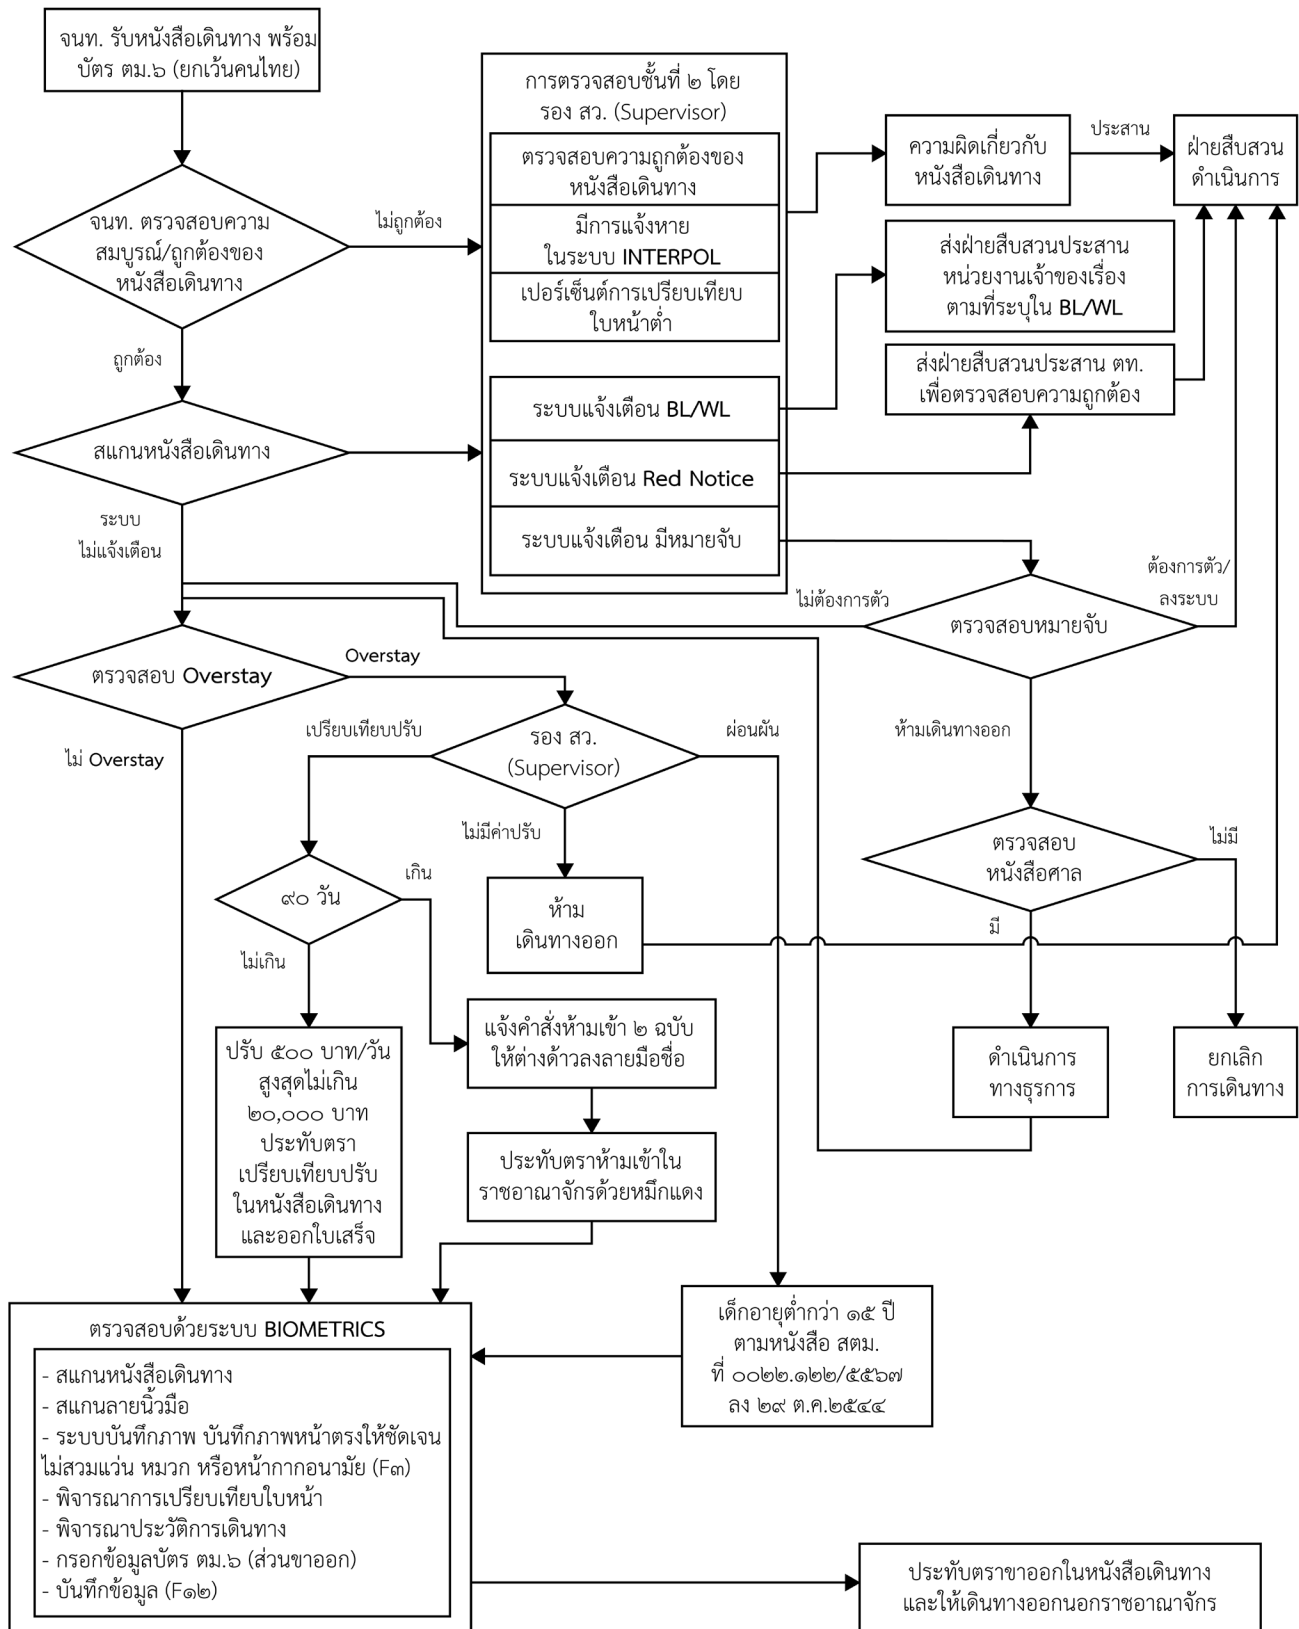 จนท. รับหนังสือเดินทาง พร้อม
บัตร ตม.๖ (ยกเว้นคนไทย)
จนท. ตรวจสอบความ
สมบูรณ์/ถูกต้องของ
หนังสือเดินทาง
ไม่ถูกต้อง
ถูกต้อง
สแกนหนังสือเดินทาง
ระบบ
ไม่แจ้งเตือน
การตรวจสอบชั้นที่ ๒ โดย
รอง สว. (Supervisor)
ตรวจสอบความถูกต้องของ
หนังสือเดินทาง
มีการแจ้งหาย
ในระบบ INTERPOL
เปอร์เซ็นต์การเปรียบเทียบ
ใบหน้าต่ำ
ระบบแจ้งเตือน BL/WL
ระบบแจ้งเตือน Red Notice
ระบบแจ้งเตือน มีหมายจับ
ความผิดเกี่ยวกับ
หนังสือเดินทาง
ประสาน
ฝ่ายสืบสวน
ดำเนินการ
ส่งฝ่ายสืบสวนประสาน
หน่วยงานเจ้าของเรื่อง
ตามที่ระบุใน BL/WL
ส่งฝ่ายสืบสวนประสาน ตท.
เพื่อตรวจสอบความถูกต้อง
ไม่ต้องการตัว
ต้องการตัว/
ลงระบบ
ตรวจสอบหมายจับ
ห้ามเดินทางออก
ตรวจสอบ
หนังสือศาล
ไม่มี
มี
ดำเนินการ
ทางธุรการ
ยกเลิก
การเดินทาง
ตรวจสอบ Overstay
Overstay
ไม่ Overstay
รอง สว.
(Supervisor)
เปรียบเทียบปรับ
ผ่อนผัน
ไม่มีค่าปรับ
ห้าม
เดินทางออก
๙๐ วัน
เกิน
ไม่เกิน
ปรับ ๕๐๐ บาท/วัน
สูงสุดไม่เกิน
๒๐,๐๐๐ บาท
ประทับตรา
เปรียบเทียบปรับ
ในหนังสือเดินทาง
และออกใบเสร็จ
แจ้งคำสั่งห้ามเข้า ๒ ฉบับ
ให้ต่างด้าวลงลายมือชื่อ
ประทับตราห้ามเข้าใน
ราชอาณาจักรด้วยหมึกแดง
เด็กอายุต่ำกว่า ๑๕ ปี
ตามหนังสือ สตม.
ที่ ๐๐๒๒.๑๒๒/๕๕๖๗
ลง ๒๙ ต.ค.๒๕๔๔
ตรวจสอบด้วยระบบ BIOMETRICS
- สแกนหนังสือเดินทาง
- สแกนลายนิ้วมือ
- ระบบบันทึกภาพ บันทึกภาพหน้าตรงให้ชัดเจน
ไม่สวมแว่น หมวก หรือหน้ากากอนามัย (F๓)
- พิจารณาการเปรียบเทียบใบหน้า
- พิจารณาประวัติการเดินทาง
- กรอกข้อมูลบัตร ตม.๖ (ส่วนขาออก)
- บันทึกข้อมูล (F๑๒)
ประทับตราขาออกในหนังสือเดินทาง
และให้เดินทางออกนอกราชอาณาจักร